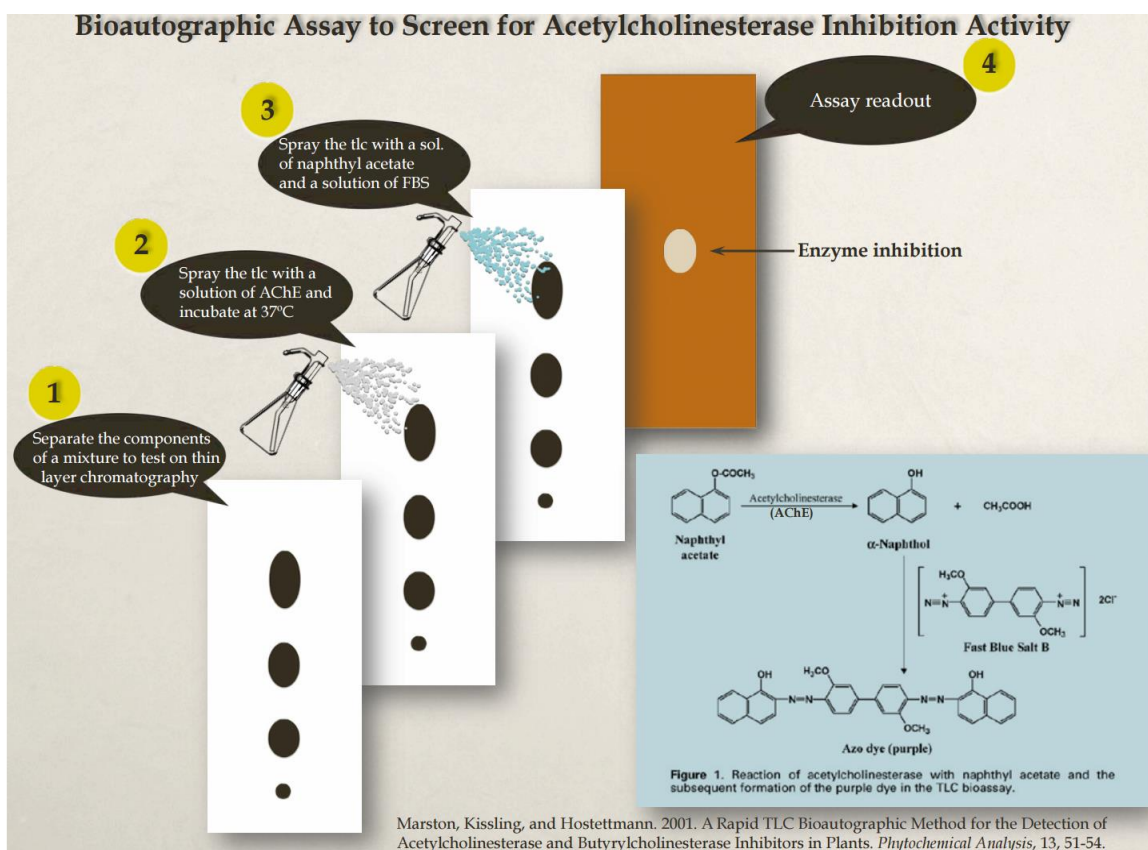 Bioautographic Assay to Screen for Acetylcholinesterase Inhibition Activity
4
Assay readout
3
Spray the tlc with a sol.
of naphthyl acetate
and a solution of FBS
Enzyme inhibition
2
Spray the tlc with a
solution of AChE and
incubate at 37ºC
1
Separate the components
of a mixture to test on thin
layer chromatography
O-COCH₃
Acetylcholinesterase
(AChE)
OH
+
CH₃COOH
Naphthyl
acetate
α-Naphthol
H₃CO
N≡N⁺
N⁺≡N
2Cl⁻
OCH₃
Fast Blue Salt B
OH
H₃CO
OH
N=N
N=N
OCH₃
Azo dye (purple)
Figure 1. Reaction of acetylcholinesterase with naphthyl acetate and the
subsequent formation of the purple dye in the TLC bioassay.
Marston, Kissling, and Hostettmann. 2001. A Rapid TLC Bioautographic Method for the Detection of
Acetylcholinesterase and Butyrylcholinesterase Inhibitors in Plants. Phytochemical Analysis, 13, 51-54.